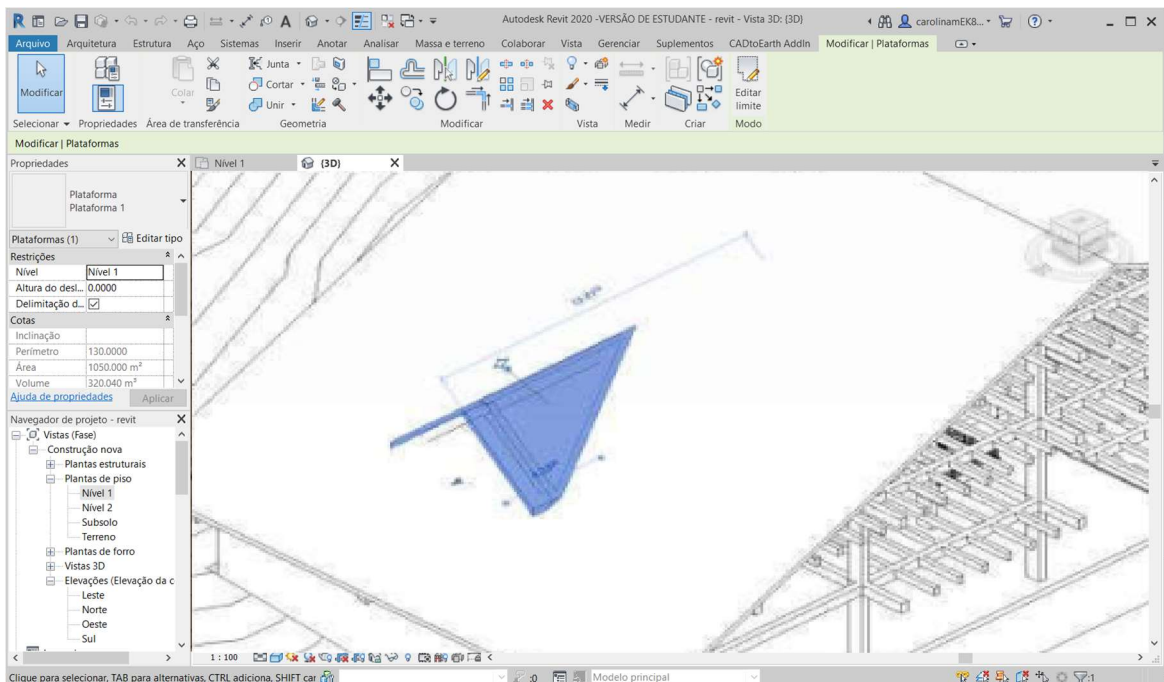 Autodesk Revit 2020 -VERSÃO DE ESTUDANTE - revit - Vista 3D: {3D}
carolinamEK8...
Arquivo Arquitetura Estrutura Aço Sistemas Inserir Anotar Analisar Massa e terreno Colaborar Vista Gerenciar Suplementos CADtoEarth AddIn Modificar | Plataformas
Modificar
Colar
Junta
Cortar
Unir
Editar
limite
Selecionar Propriedades Área de transferência Geometria Modificar Vista Medir Criar Modo
Modificar | Plataformas
Propriedades
Nível 1
{3D}
Plataforma
Plataforma 1
Plataformas (1)
Editar tipo
Restrições
Nível Nível 1
Altura do desl... 0.0000
Delimitação d...
Cotas
Inclinação
Perímetro 130.0000
Área 1050.000 m²
Volume 320.040 m³
Ajuda de propriedades
Aplicar
Navegador de projeto - revit
Vistas (Fase)
Construção nova
Plantas estruturais
Plantas de piso
Nível 1
Nível 2
Subsolo
Terreno
Plantas de forro
Vistas 3D
Elevações (Elevação da c
Leste
Norte
Oeste
Sul
1 : 100
Clique para selecionar, TAB para alternativas, CTRL adiciona, SHIFT car
:0
Modelo principal
:1